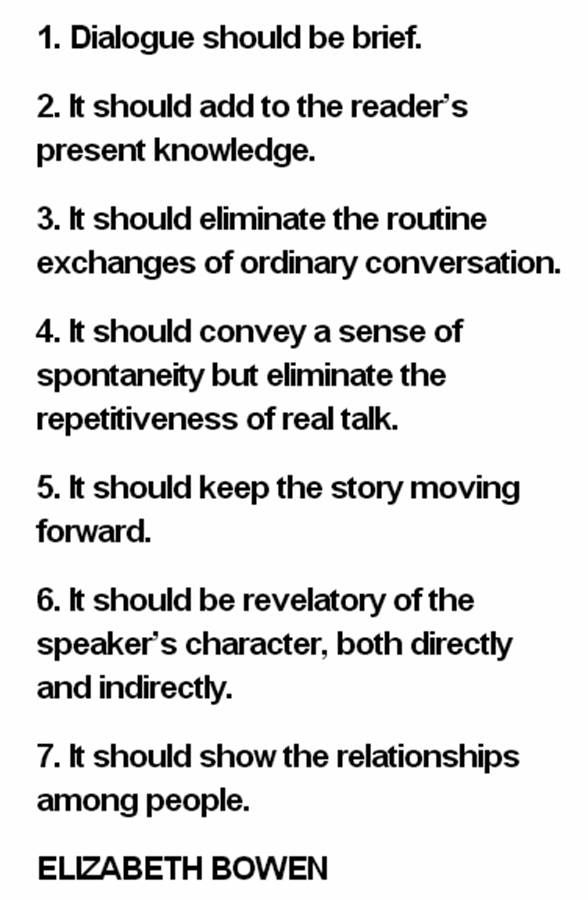 1. Dialogue should be brief.
2. It should add to the reader’s
present knowledge.
3. It should eliminate the routine
exchanges of ordinary conversation.
4. It should convey a sense of
spontaneity but eliminate the
repetitiveness of real talk.
5. It should keep the story moving
forward.
6. It should be revelatory of the
speaker’s character, both directly
and indirectly.
7. It should show the relationships
among people.
ELIZABETH BOWEN